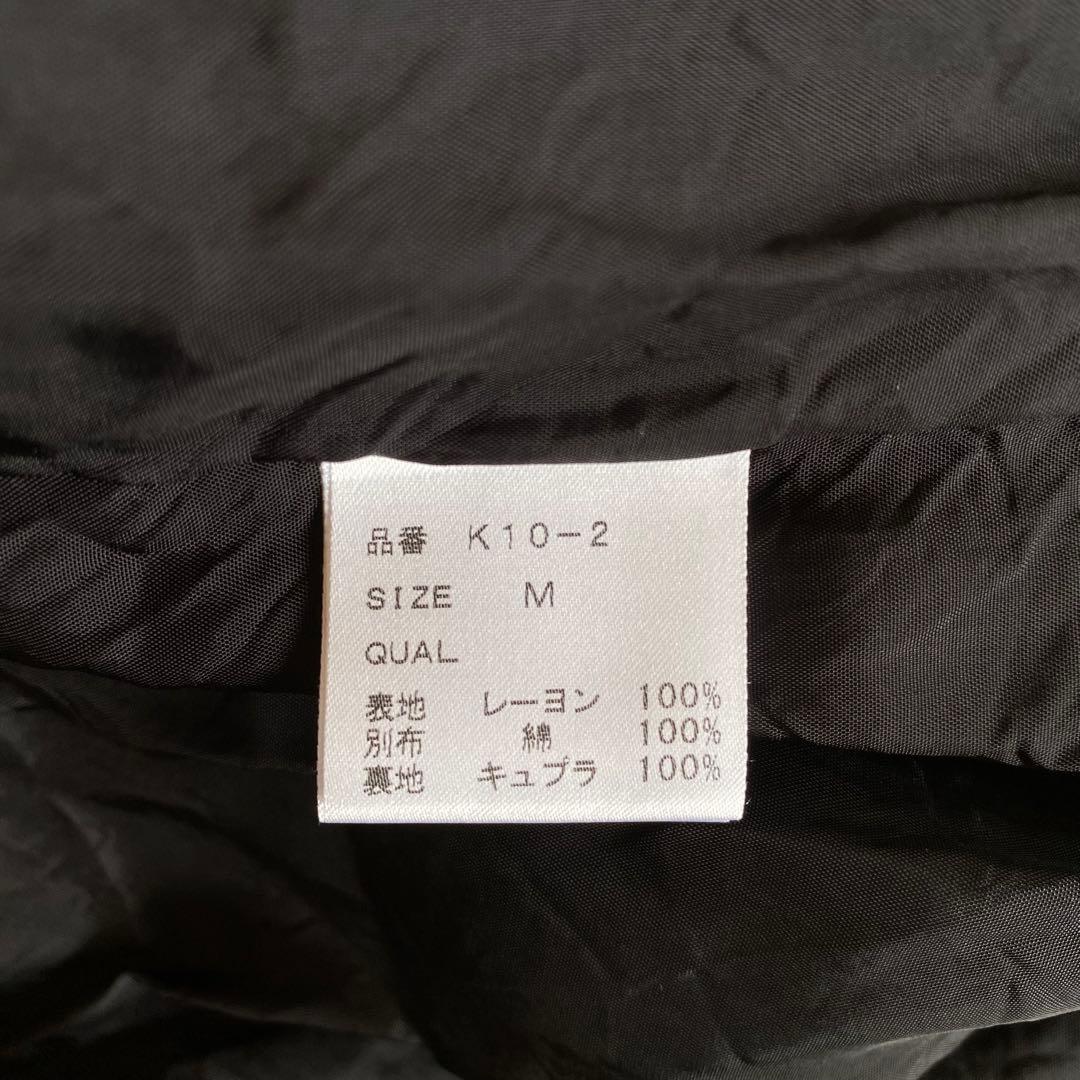 品番 K10-2
SIZE M
QUAL
表地 レーヨン 100%
別布 綿 100%
裏地 キュプラ 100%